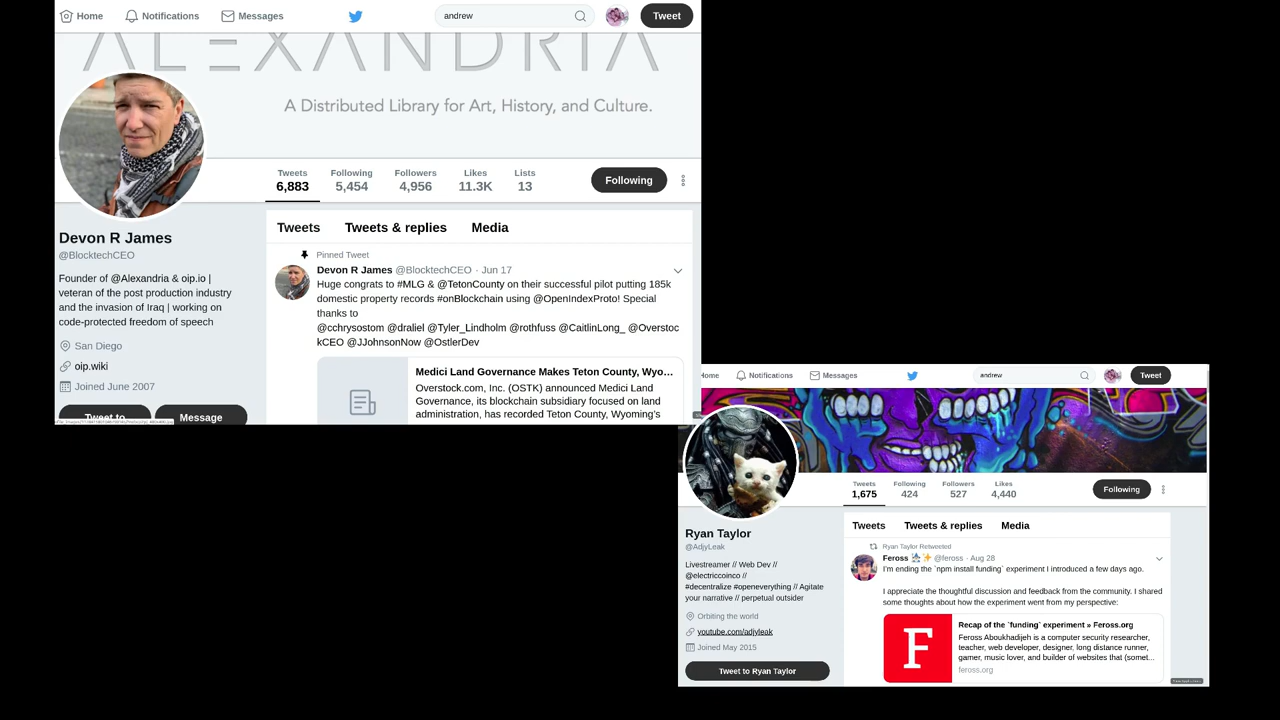 Home Notifications Messages andrew Tweet
ALEXANDRIA
A Distributed Library for Art, History, and Culture.
Tweets Following Followers Likes Lists
6,883 5,454 4,956 11.3K 13 Following
Devon R James
@BlocktechCEO
Founder of @Alexandria & oip.io |
veteran of the post production industry
and the invasion of Iraq | working on
code-protected freedom of speech
San Diego
oip.wiki
Joined June 2007
Tweet to Message
Tweets Tweets & replies Media
Pinned Tweet
Devon R James @BlocktechCEO · Jun 17
Huge congrats to #MLG & @TetonCounty on their successful pilot putting 185k
domestic property records #onBlockchain using @OpenIndexProto! Special
thanks to
@cchrysostom @draliel @Tyler_Lindholm @rothfuss @CaitlinLong_ @Overstoc
kCEO @JJohnsonNow @OstlerDev
Medici Land Governance Makes Teton County, Wyo...
Overstock.com, Inc. (OSTK) announced Medici Land
Governance, its blockchain subsidiary focused on land
administration, has recorded Teton County, Wyoming's
Home Notifications Messages andrew Tweet
Tweets Following Followers Likes
1,675 424 527 4,440 Following
Ryan Taylor
@AdjyLeak
Livestreamer // Web Dev //
@electriccoinco //
#decentralize #openeverything // Agitate
your narrative // perpetual outsider
Orbiting the world
youtube.com/adjyleak
Joined May 2015
Tweet to Ryan Taylor
Tweets Tweets & replies Media
Ryan Taylor Retweeted
Feross @feross · Aug 28
I'm ending the `npm install funding` experiment I introduced a few days ago.
I appreciate the thoughtful discussion and feedback from the community. I shared
some thoughts about how the experiment went from my perspective:
F
Recap of the `funding` experiment » Feross.org
Feross Aboukhadijeh is a computer security researcher,
teacher, web developer, designer, long distance runner,
gamer, music lover, and builder of websites that (somet...
feross.org